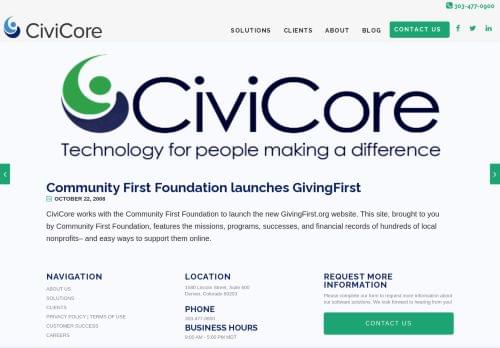 303-477-0900
CiviCore
SOLUTIONS CLIENTS ABOUT BLOG CONTACT US
CiviCore
Technology for people making a difference
Community First Foundation launches GivingFirst
OCTOBER 22, 2008
CiviCore works with the Community First Foundation to launch the new GivingFirst.org website. This site, brought to you
by Community First Foundation, features the missions, programs, successes, and financial records of hundreds of local
nonprofits– and easy ways to support them online.
NAVIGATION
ABOUT US
SOLUTIONS
CLIENTS
PRIVACY POLICY | TERMS OF USE
CUSTOMER SUCCESS
CAREERS
LOCATION
1580 Lincoln Street, Suite 600
Denver, Colorado 80203
PHONE
303-477-0900
BUSINESS HOURS
9:00 AM - 5:00 PM MST
REQUEST MORE
INFORMATION
Please complete our form to request more information about
our software solutions. We look forward to hearing from you!
CONTACT US